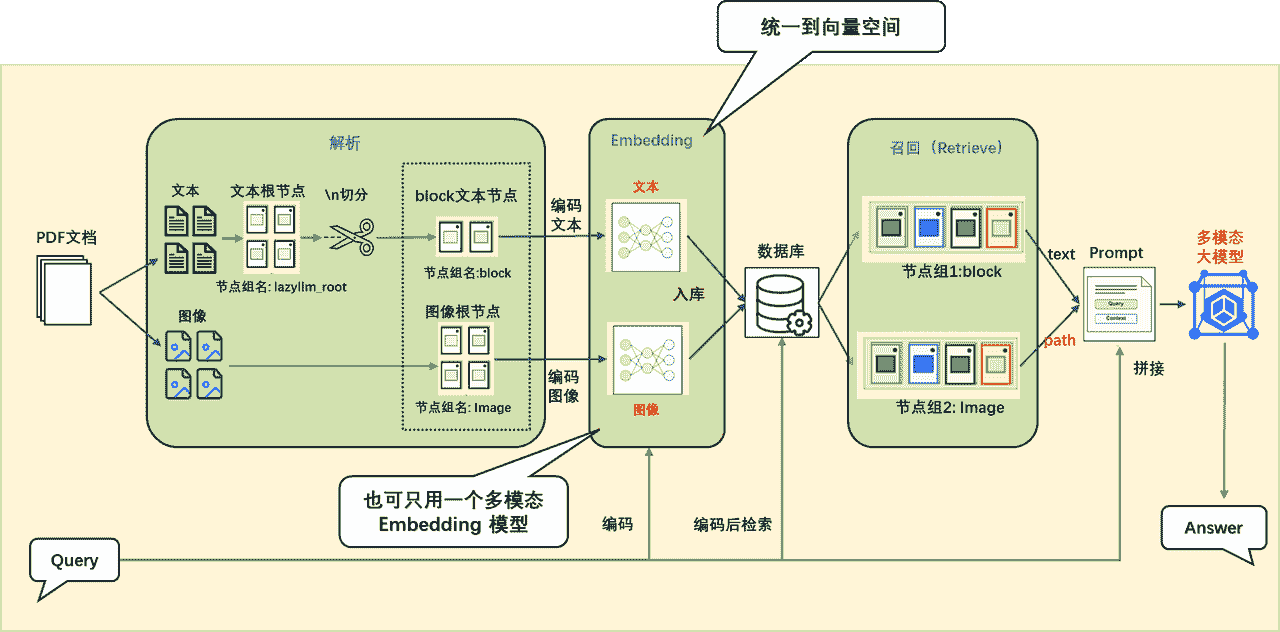 统一到向量空间
解析
Embedding
召回（Retrieve）
文本
文本根节点
\n切分
block文本节点
编码
文本
文本
PDF文档
节点组名:block
节点组名: lazyllm_root
数据库
节点组1:block
text
Prompt
多模态
大模型
图像
图像根节点
入库
Query
Context
path
节点组名: Image
编码
图像
图像
节点组2: Image
拼接
也可只用一个多模态
Embedding 模型
编码
编码后检索
Answer
Query